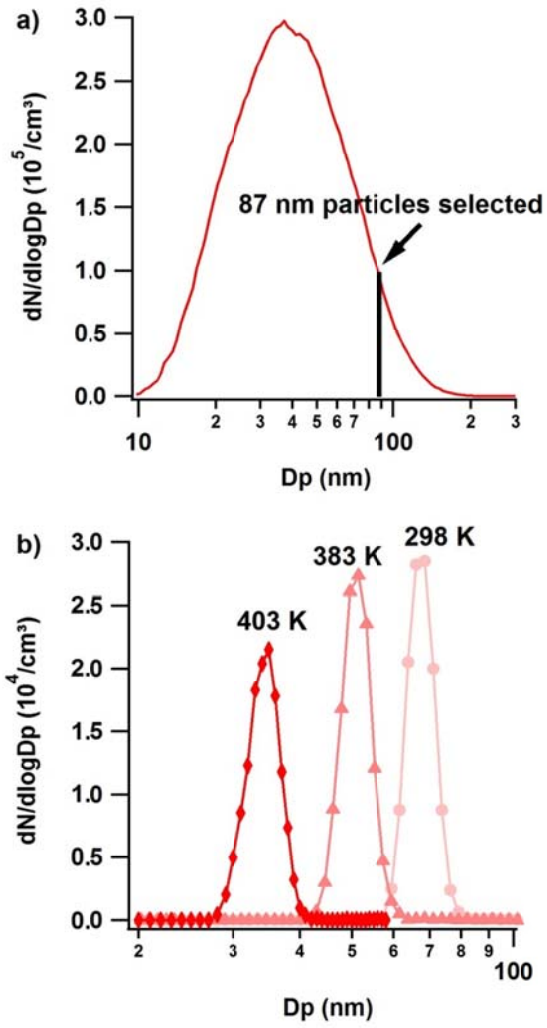 a)
3.0
2.5
2.0
1.5
1.0
0.5
0.0
dN/dlogDp (10⁵/cm³)
87 nm particles selected
2 3 4 5 6 7 2 3
10 100
Dp (nm)
b)
3.0
2.5
2.0
1.5
1.0
0.5
0.0
dN/dlogDp (10⁴/cm³)
298 K
383 K
403 K
2 3 4 5 6 7 8 9
100
Dp (nm)